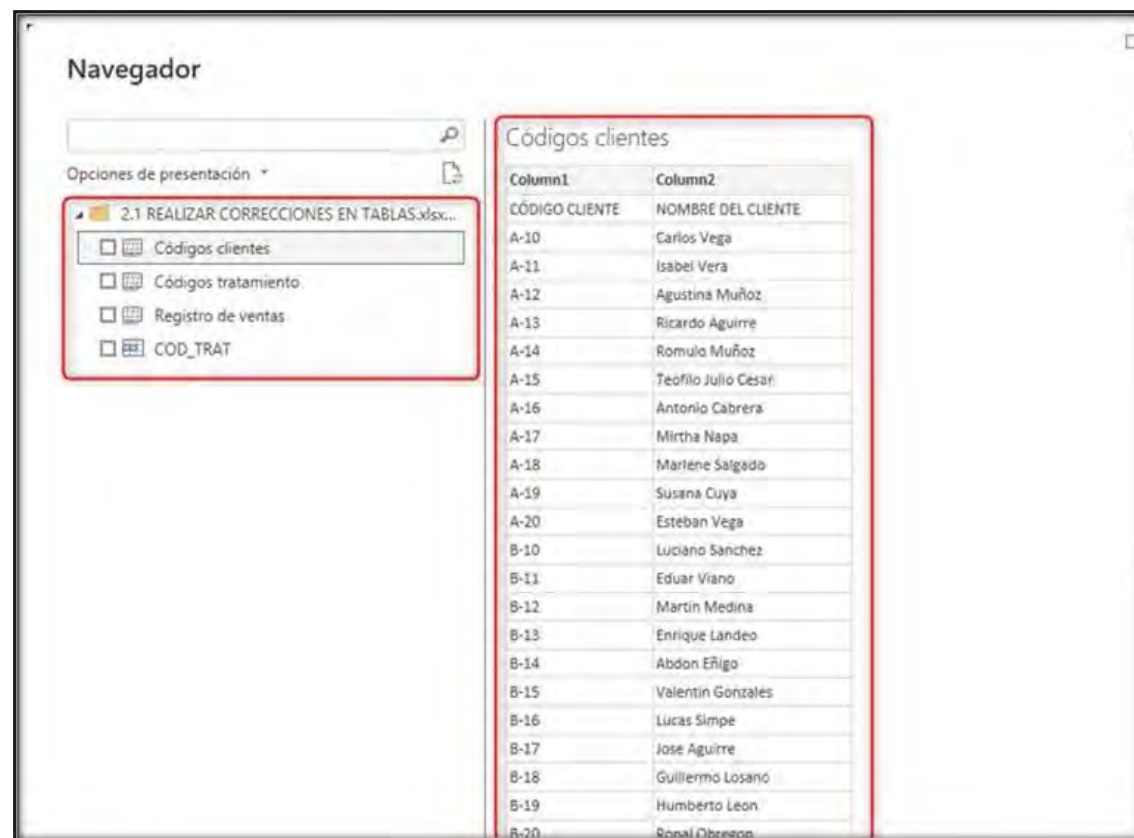 Navegador
Opciones de presentación
2.1 REALIZAR CORRECCIONES EN TABLAS.xlsx...
Códigos clientes
Códigos tratamiento
Registro de ventas
COD_TRAT
Códigos clientes
Column1 Column2
CÓDIGO CLIENTE NOMBRE DEL CLIENTE
A-10 Carlos Vega
A-11 Isabel Vera
A-12 Agustina Muñoz
A-13 Ricardo Aguirre
A-14 Romulo Muñoz
A-15 Teofilo Julio Cesar
A-16 Antonio Cabrera
A-17 Mirtha Napa
A-18 Marlene Salgado
A-19 Susana Cuya
A-20 Esteban Vega
B-10 Luciano Sanchez
B-11 Eduar Viano
B-12 Martin Medina
B-13 Enrique Landeo
B-14 Abdon Eñigo
B-15 Valentin Gonzales
B-16 Lucas Simpe
B-17 Jose Aguirre
B-18 Guillermo Losano
B-19 Humberto Leon
B-20 Ronal Obregon